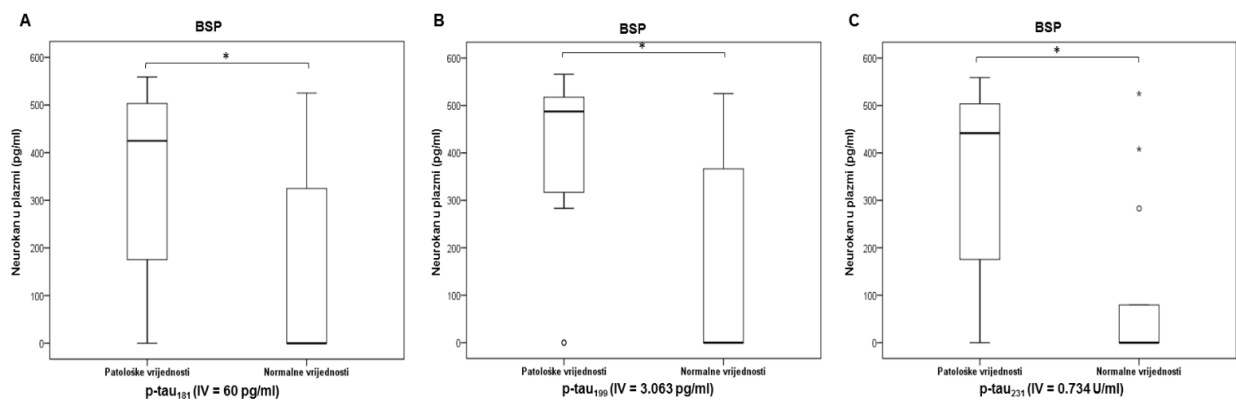 A
BSP
*
Neurokan u plazmi (pg/ml)
600
500
400
300
200
100
0
Patološke vrijednosti Normalne vrijednosti
p-tau₁₈₁ (IV = 60 pg/ml)
B
BSP
*
Neurokan u plazmi (pg/ml)
600
500
400
300
200
100
0
Patološke vrijednosti Normalne vrijednosti
p-tau₁₉₉ (IV = 3.063 pg/ml)
C
BSP
*
Neurokan u plazmi (pg/ml)
600
500
400
300
200
100
0
Patološke vrijednosti Normalne vrijednosti
p-tau₂₃₁ (IV = 0.734 U/ml)